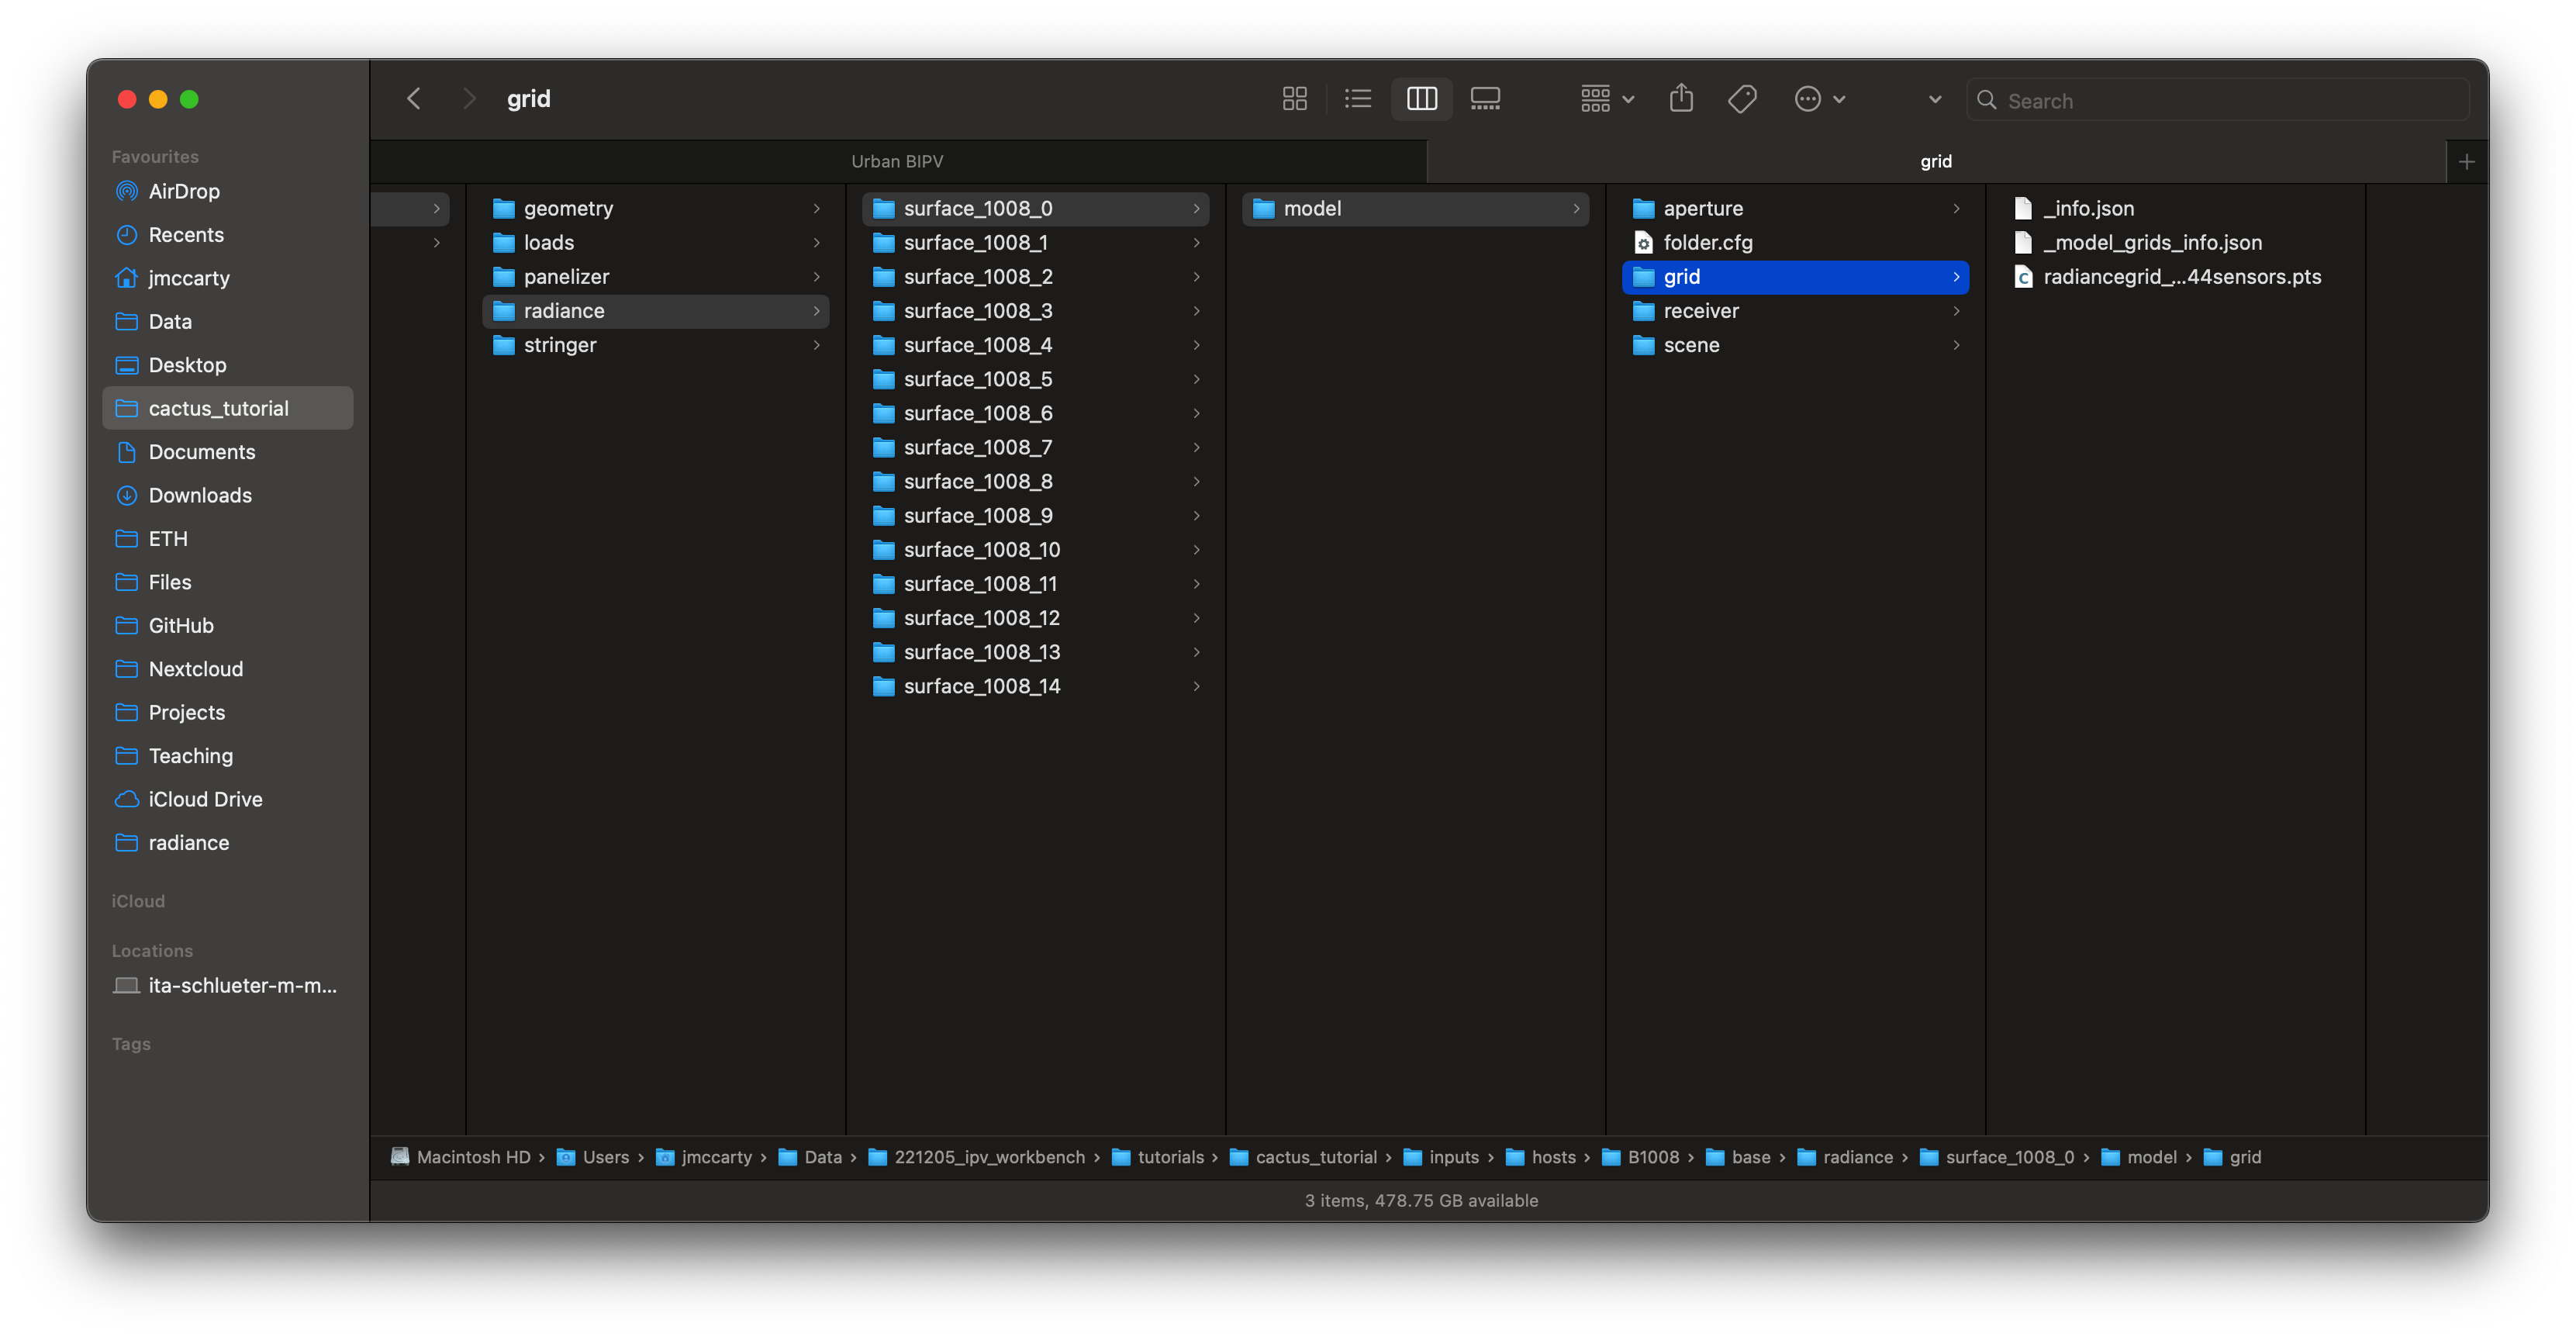 grid
Search
Favourites
AirDrop
Recents
jmccarty
Data
Desktop
cactus_tutorial
Documents
Downloads
ETH
Files
GitHub
Nextcloud
Projects
Teaching
iCloud Drive
radiance
iCloud
Locations
ita-schlueter-m-m...
Tags
Urban BIPV
grid
geometry
loads
panelizer
radiance
stringer
surface_1008_0
surface_1008_1
surface_1008_2
surface_1008_3
surface_1008_4
surface_1008_5
surface_1008_6
surface_1008_7
surface_1008_8
surface_1008_9
surface_1008_10
surface_1008_11
surface_1008_12
surface_1008_13
surface_1008_14
model
aperture
folder.cfg
grid
receiver
scene
_info.json
_model_grids_info.json
radiancegrid_...44sensors.pts
Macintosh HD › Users › jmccarty › Data › 221205_ipv_workbench › tutorials › cactus_tutorial › inputs › hosts › B1008 › base › radiance › surface_1008_0 › model › grid
3 items, 478.75 GB available